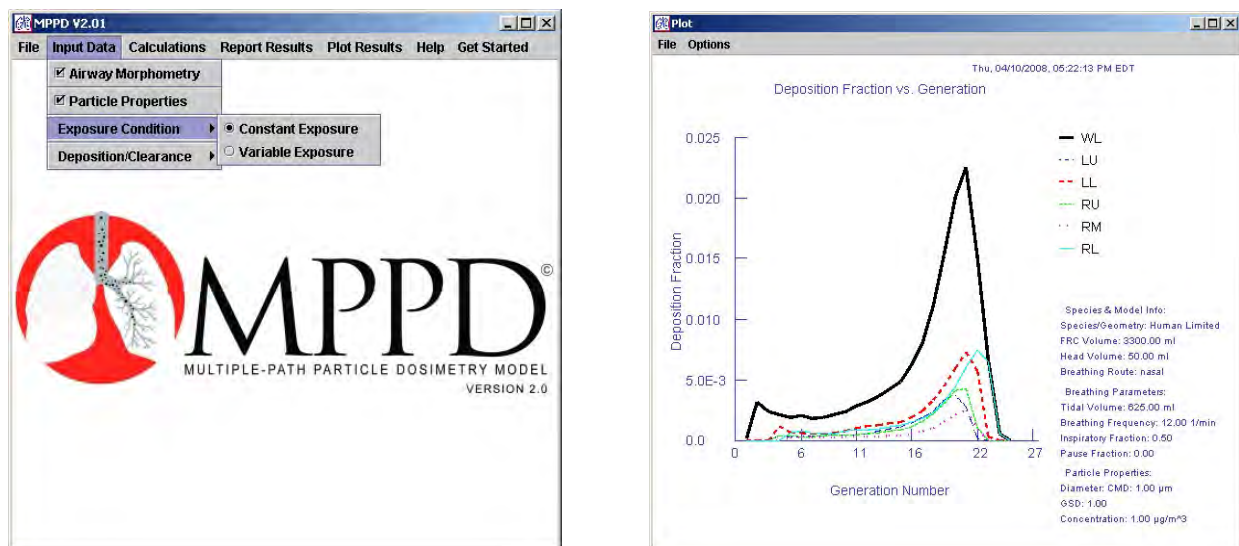 MPPD V2.01
File Input Data Calculations Report Results Plot Results Help Get Started
Airway Morphometry
Particle Properties
Exposure Condition
Constant Exposure
Deposition/Clearance
Variable Exposure
MPPD©
MULTIPLE-PATH PARTICLE DOSIMETRY MODEL
VERSION 2.0
Plot
File Options
Thu, 04/10/2008, 05:22:13 PM EDT
Deposition Fraction vs. Generation
Deposition Fraction
0.025
0.020
0.015
0.010
5.0E-3
0.0
0 6 11 16 22 27
Generation Number
WL
LU
LL
RU
RM
RL
Species & Model Info:
Species/Geometry: Human Limited
FRC Volume: 3300.00 ml
Head Volume: 50.00 ml
Breathing Route: nasal
Breathing Parameters:
Tidal Volume: 625.00 ml
Breathing Frequency: 12.00 1/min
Inspiratory Fraction: 0.50
Pause Fraction: 0.00
Particle Properties:
Diameter: CMD: 1.00 µm
GSD: 1.00
Concentration: 1.00 µg/m^3